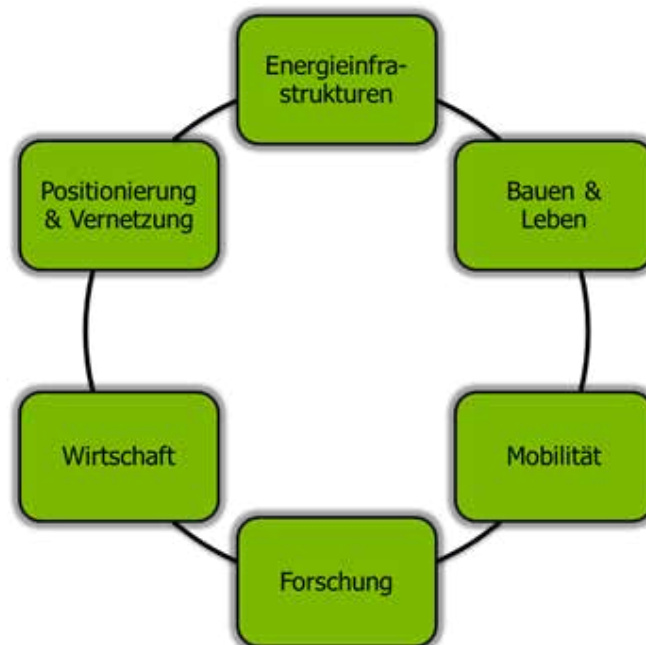 Energieinfra-
strukturen
Bauen &
Leben
Mobilität
Forschung
Wirtschaft
Positionierung
& Vernetzung